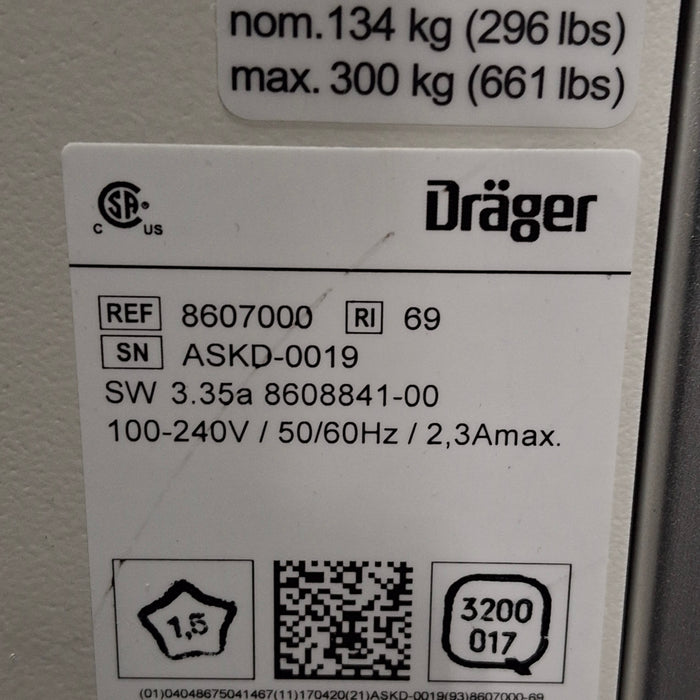 nom.134 kg (296 lbs)
max. 300 kg (661 lbs)
C SA US
Dräger
REF 8607000 RI 69
SN ASKD-0019
SW 3.35a 8608841-00
100-240V / 50/60Hz / 2,3Amax.
1,5
3200
017
(01)04048675041467(11)170420(21)ASKD-0019(93)8607000-69